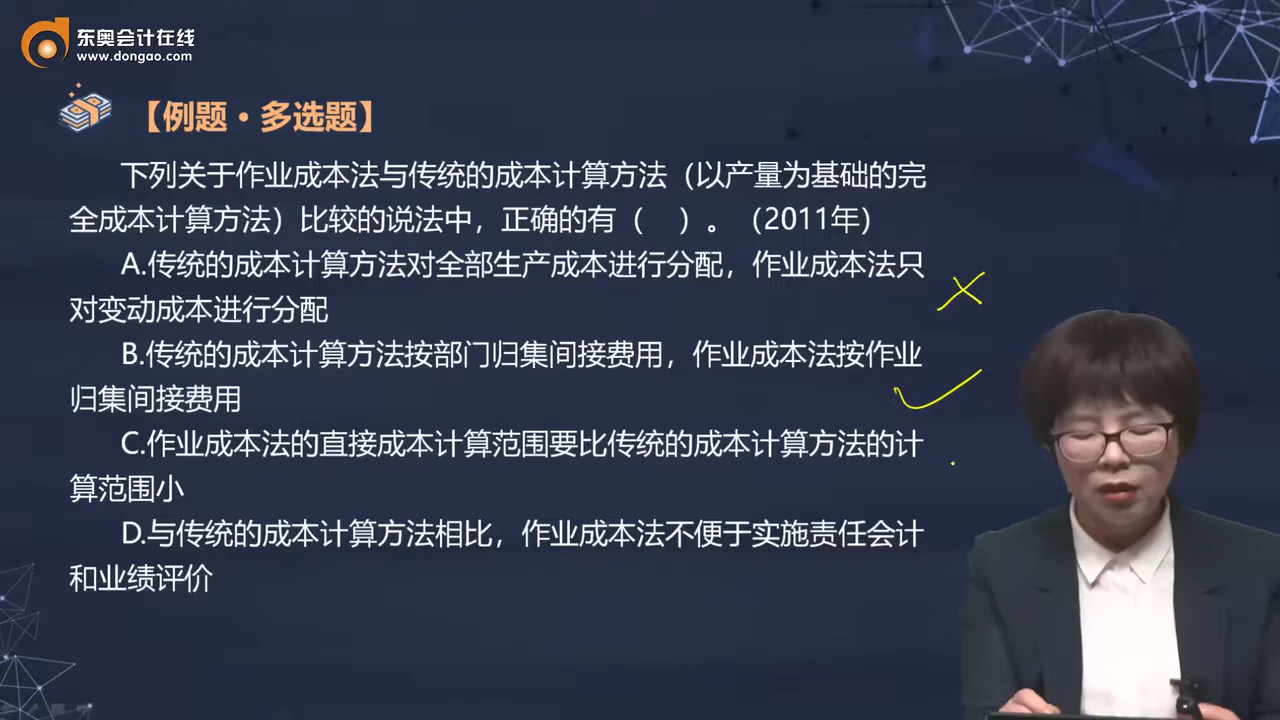 东奥会计在线
www.dongao.com
【例题·多选题】
下列关于作业成本法与传统的成本计算方法（以产量为基础的完
全成本计算方法）比较的说法中，正确的有（ ）。（2011年）
A.传统的成本计算方法对全部生产成本进行分配，作业成本法只
对变动成本进行分配
B.传统的成本计算方法按部门归集间接费用，作业成本法按作业
归集间接费用
C.作业成本法的直接成本计算范围要比传统的成本计算方法的计
算范围小
D.与传统的成本计算方法相比，作业成本法不便于实施责任会计
和业绩评价